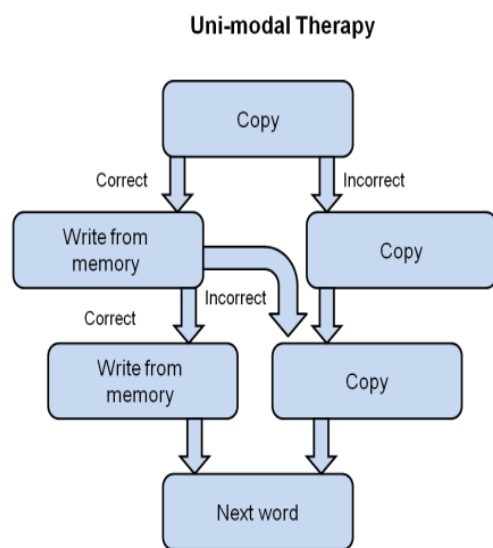 Uni-modal Therapy
Copy
Correct
Incorrect
Write from
memory
Copy
Incorrect
Correct
Write from
memory
Copy
Next word